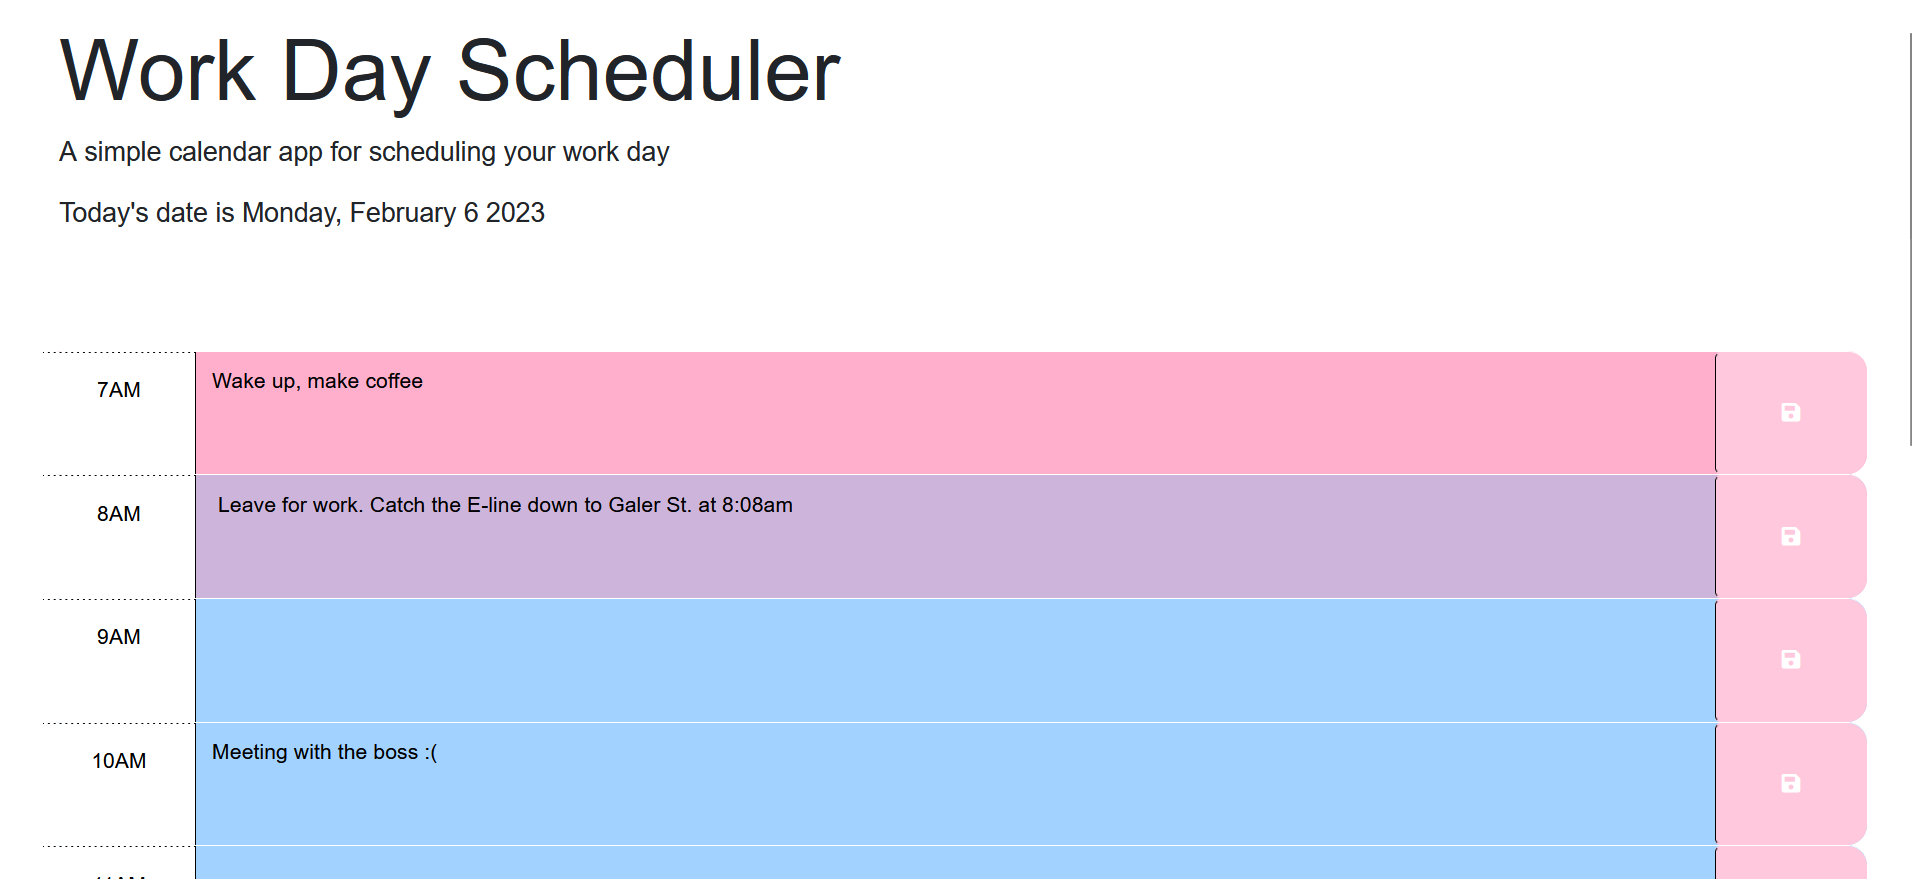 Work Day Scheduler
A simple calendar app for scheduling your work day
Today's date is Monday, February 6 2023
7AM
Wake up, make coffee
8AM
Leave for work. Catch the E-line down to Galer St. at 8:08am
9AM
10AM
Meeting with the boss :(
11AM